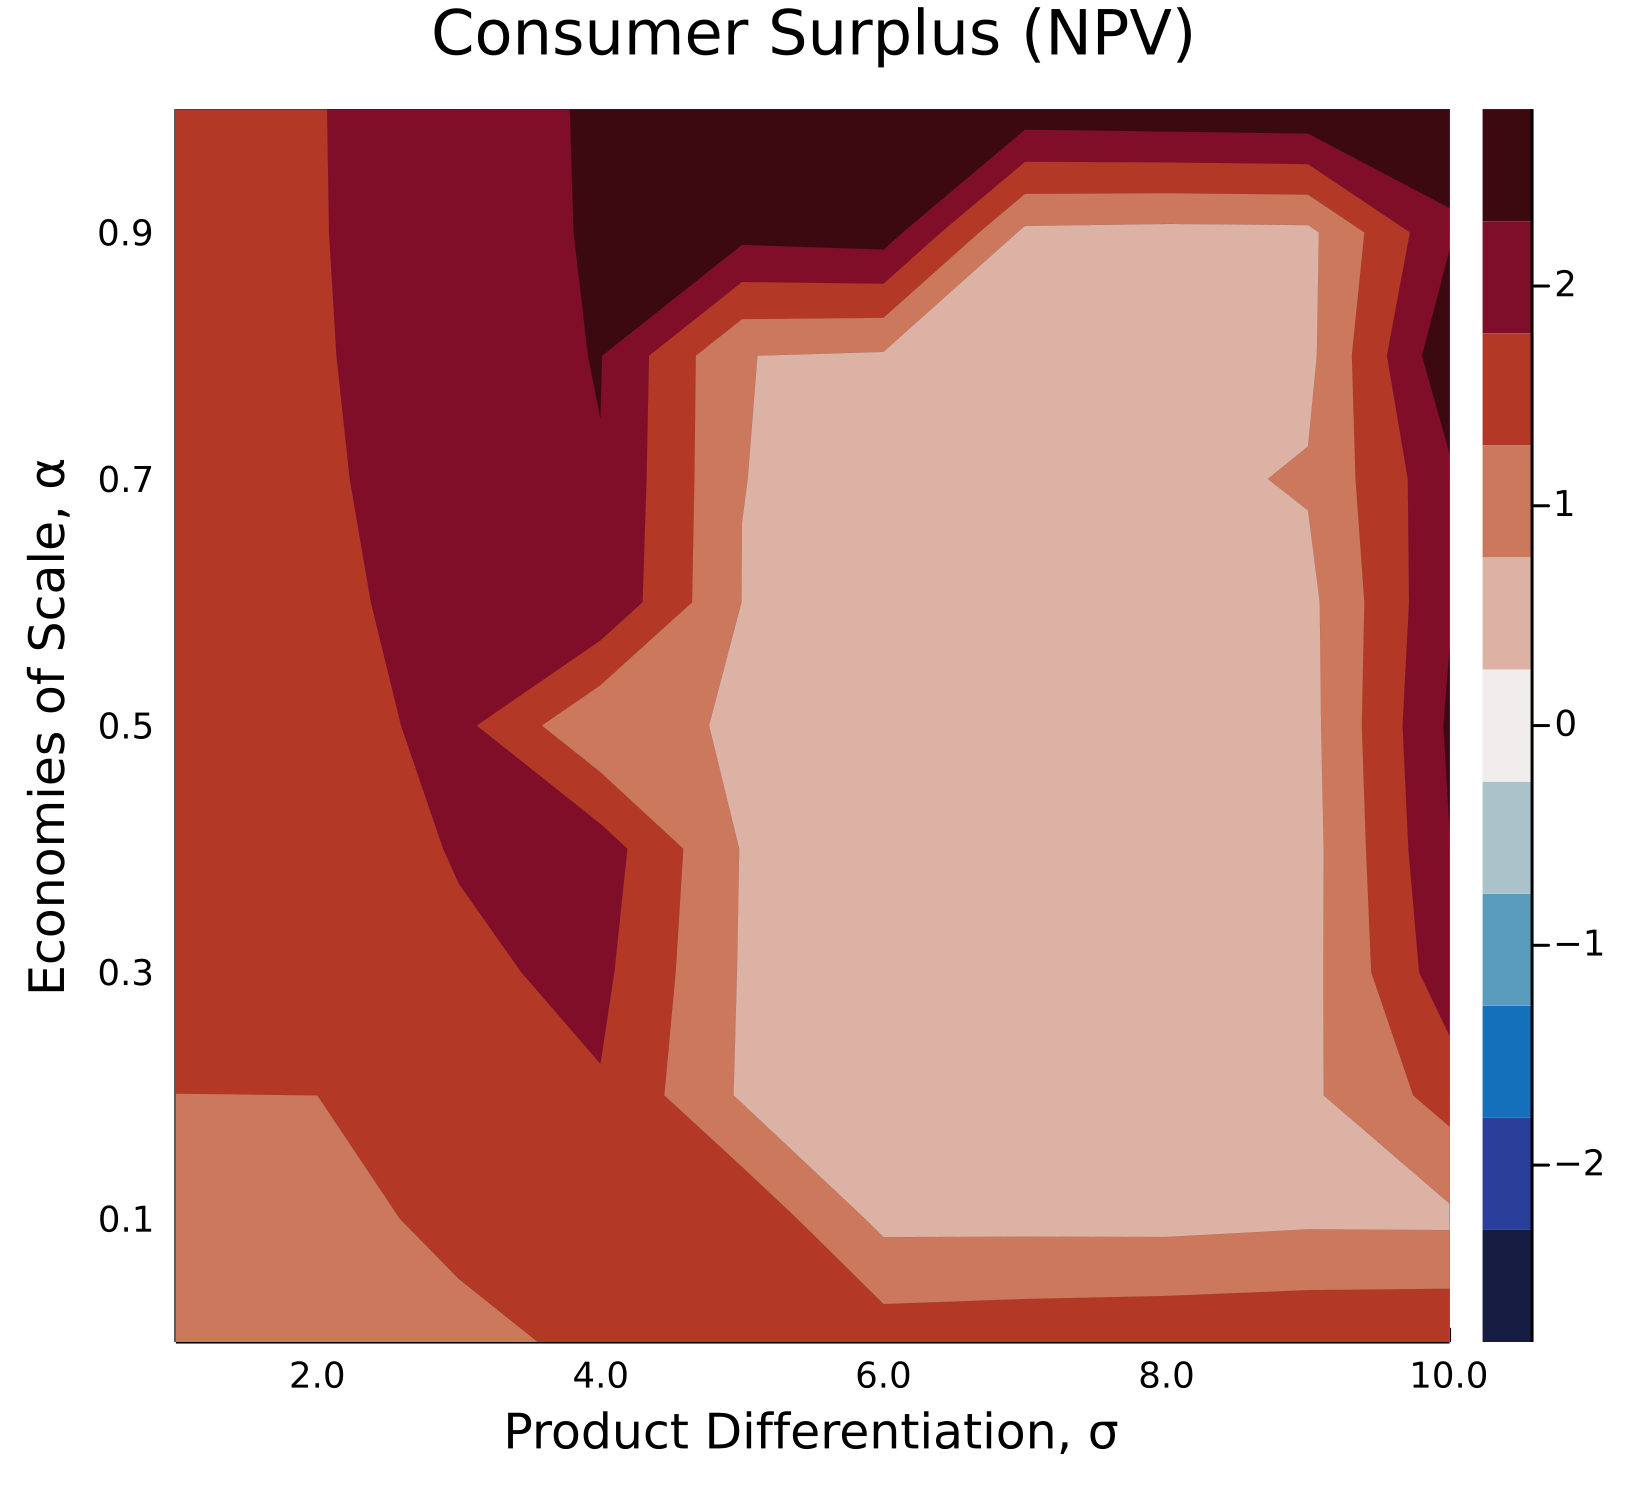 Consumer Surplus (NPV)
Economies of Scale, α
0.9
0.7
0.5
0.3
0.1
2.0 4.0 6.0 8.0 10.0
Product Differentiation, σ
2
1
0
−1
−2